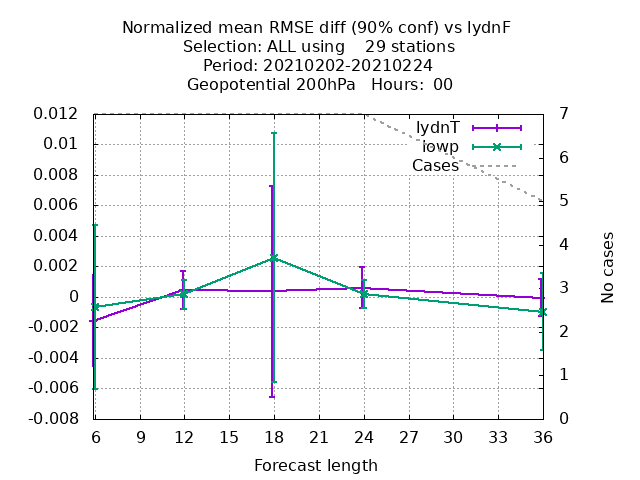 Normalized mean RMSE diff (90% conf) vs lydnF
Selection: ALL using    29 stations
Period: 20210202-20210224
Geopotential 200hPa   Hours:  00
0.012
0.01
0.008
0.006
0.004
0.002
0
-0.002
-0.004
-0.006
-0.008
7
6
5
4
3
2
1
0
lydnT
iowp
Cases
No cases
6 9 12 15 18 21 24 27 30 33 36
Forecast length